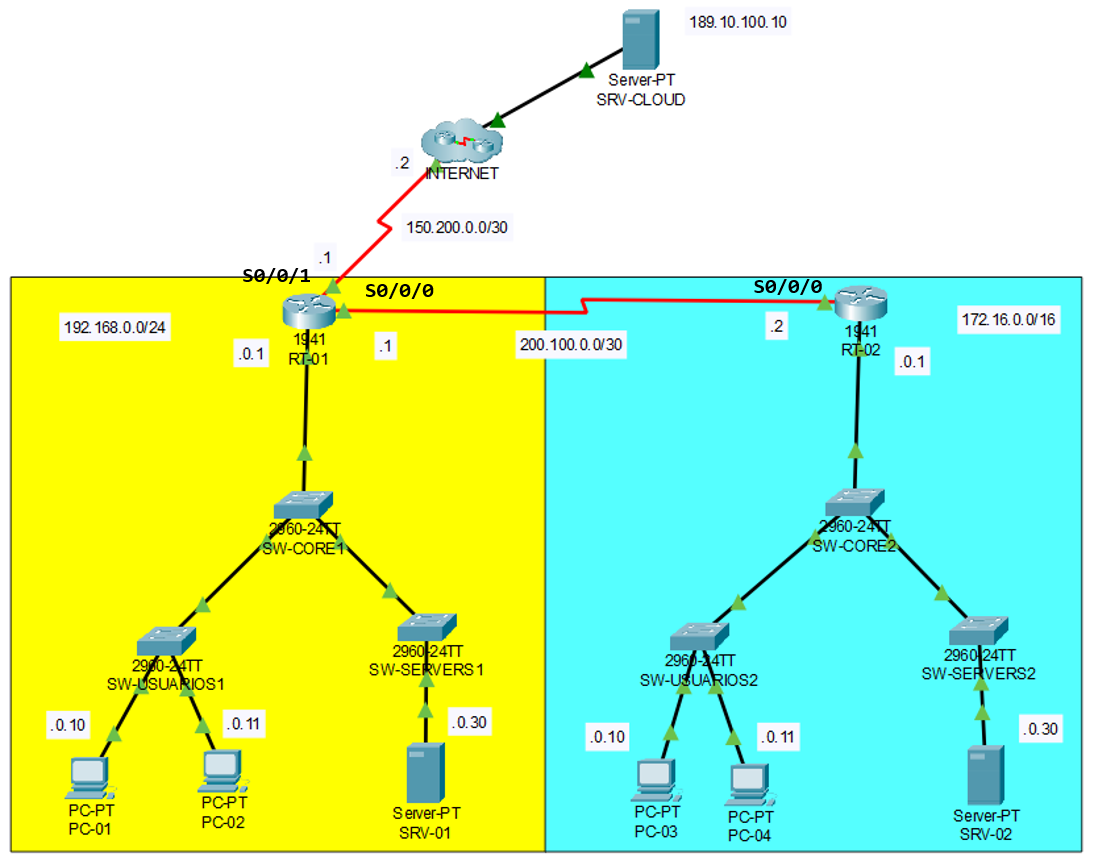 189.10.100.10
Server-PT
SRV-CLOUD
.2
INTERNET
150.200.0.0/30
.1
S0/0/1
S0/0/0
S0/0/0
192.168.0.0/24
1941
RT-01
.0.1
.1
200.100.0.0/30
.2
1941
RT-02
172.16.0.0/16
.0.1
2960-24TT
SW-CORE1
2960-24TT
SW-CORE2
2960-24TT
SW-USUARIOS1
2960-24TT
SW-SERVERS1
2960-24TT
SW-USUARIOS2
2960-24TT
SW-SERVERS2
.0.10
.0.11
.0.30
.0.10
.0.11
.0.30
PC-PT
PC-01
PC-PT
PC-02
Server-PT
SRV-01
PC-PT
PC-03
PC-PT
PC-04
Server-PT
SRV-02